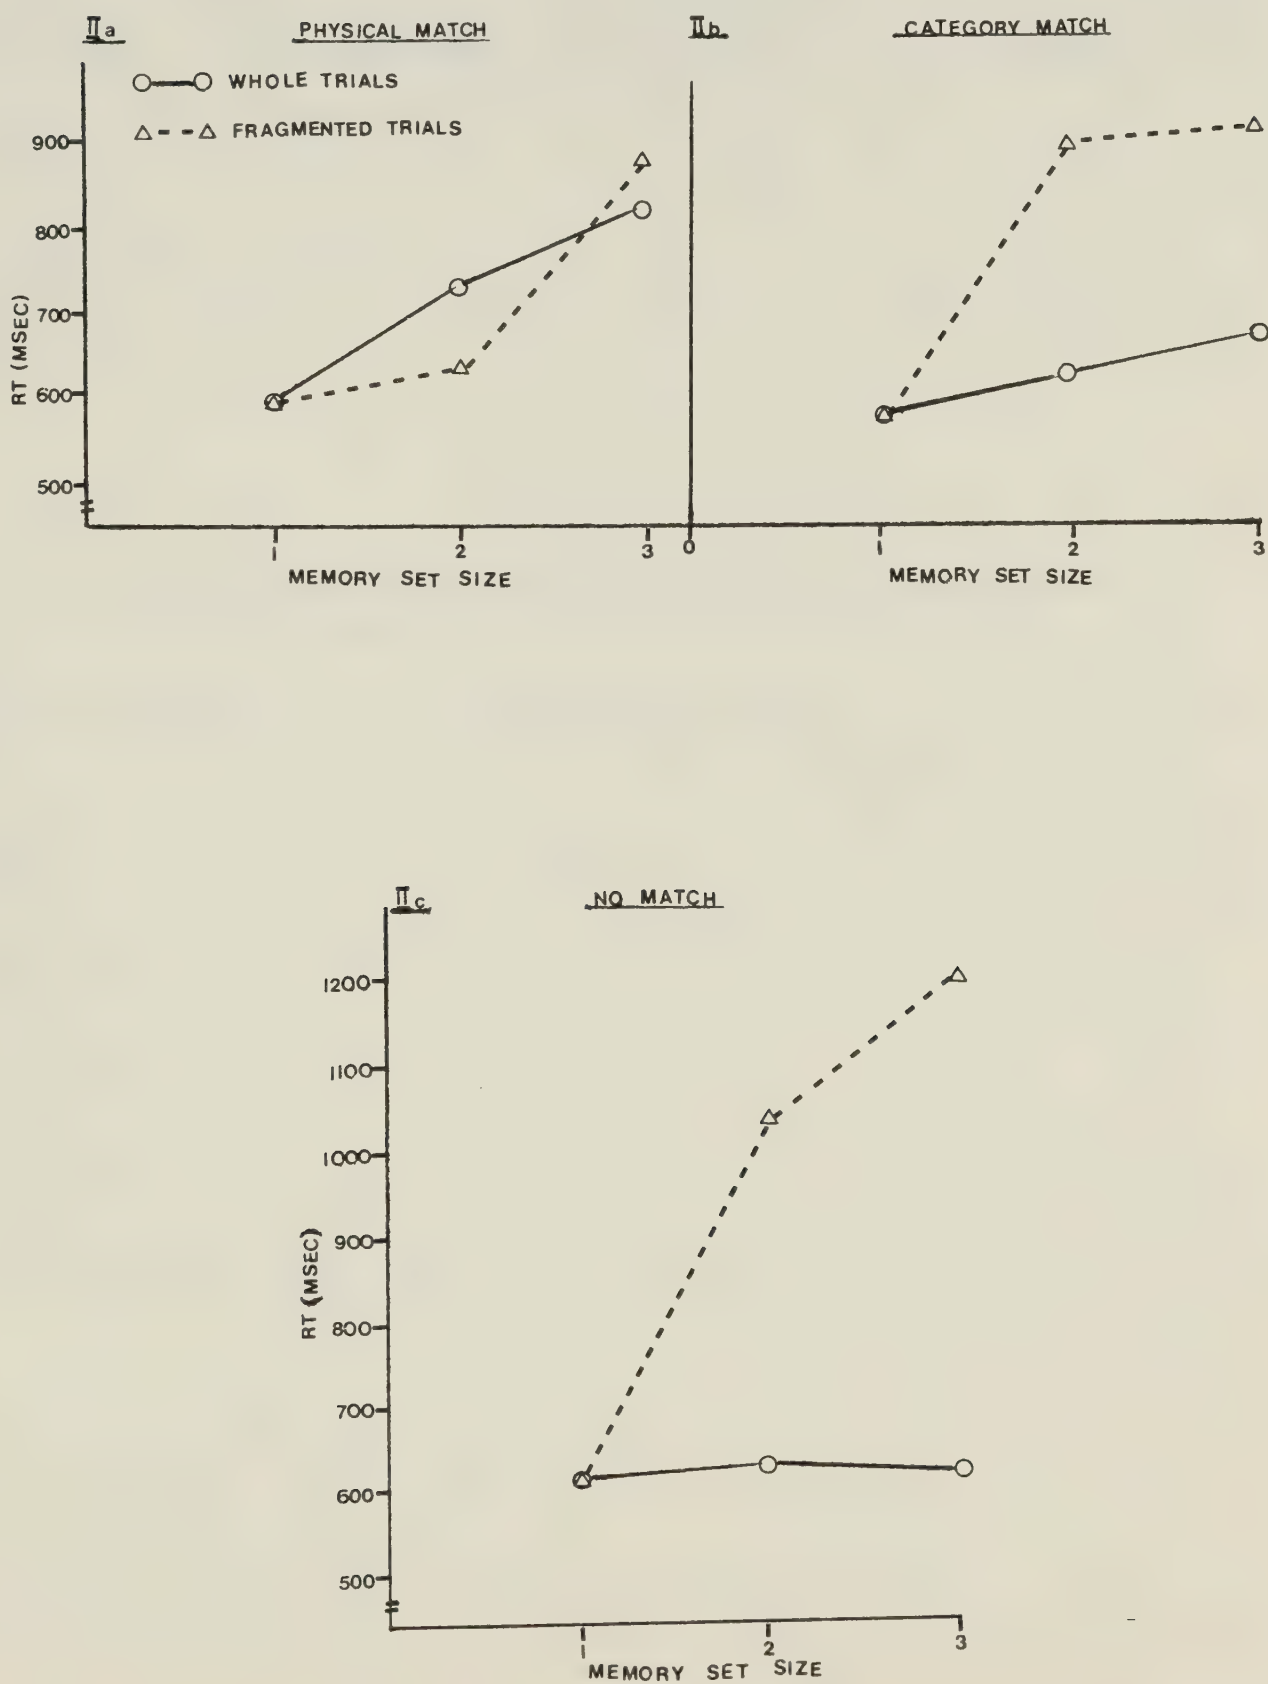 IIa
PHYSICAL MATCH
WHOLE TRIALS
FRAGMENTED TRIALS
900
800
700
600
500
RT (MSEC)
1
2
3
MEMORY SET SIZE
IIb
CATEGORY MATCH
0
1
2
3
MEMORY SET SIZE
IIc
NO MATCH
1200
1100
1000
900
800
700
600
500
RT (MSEC)
1
2
3
MEMORY SET SIZE